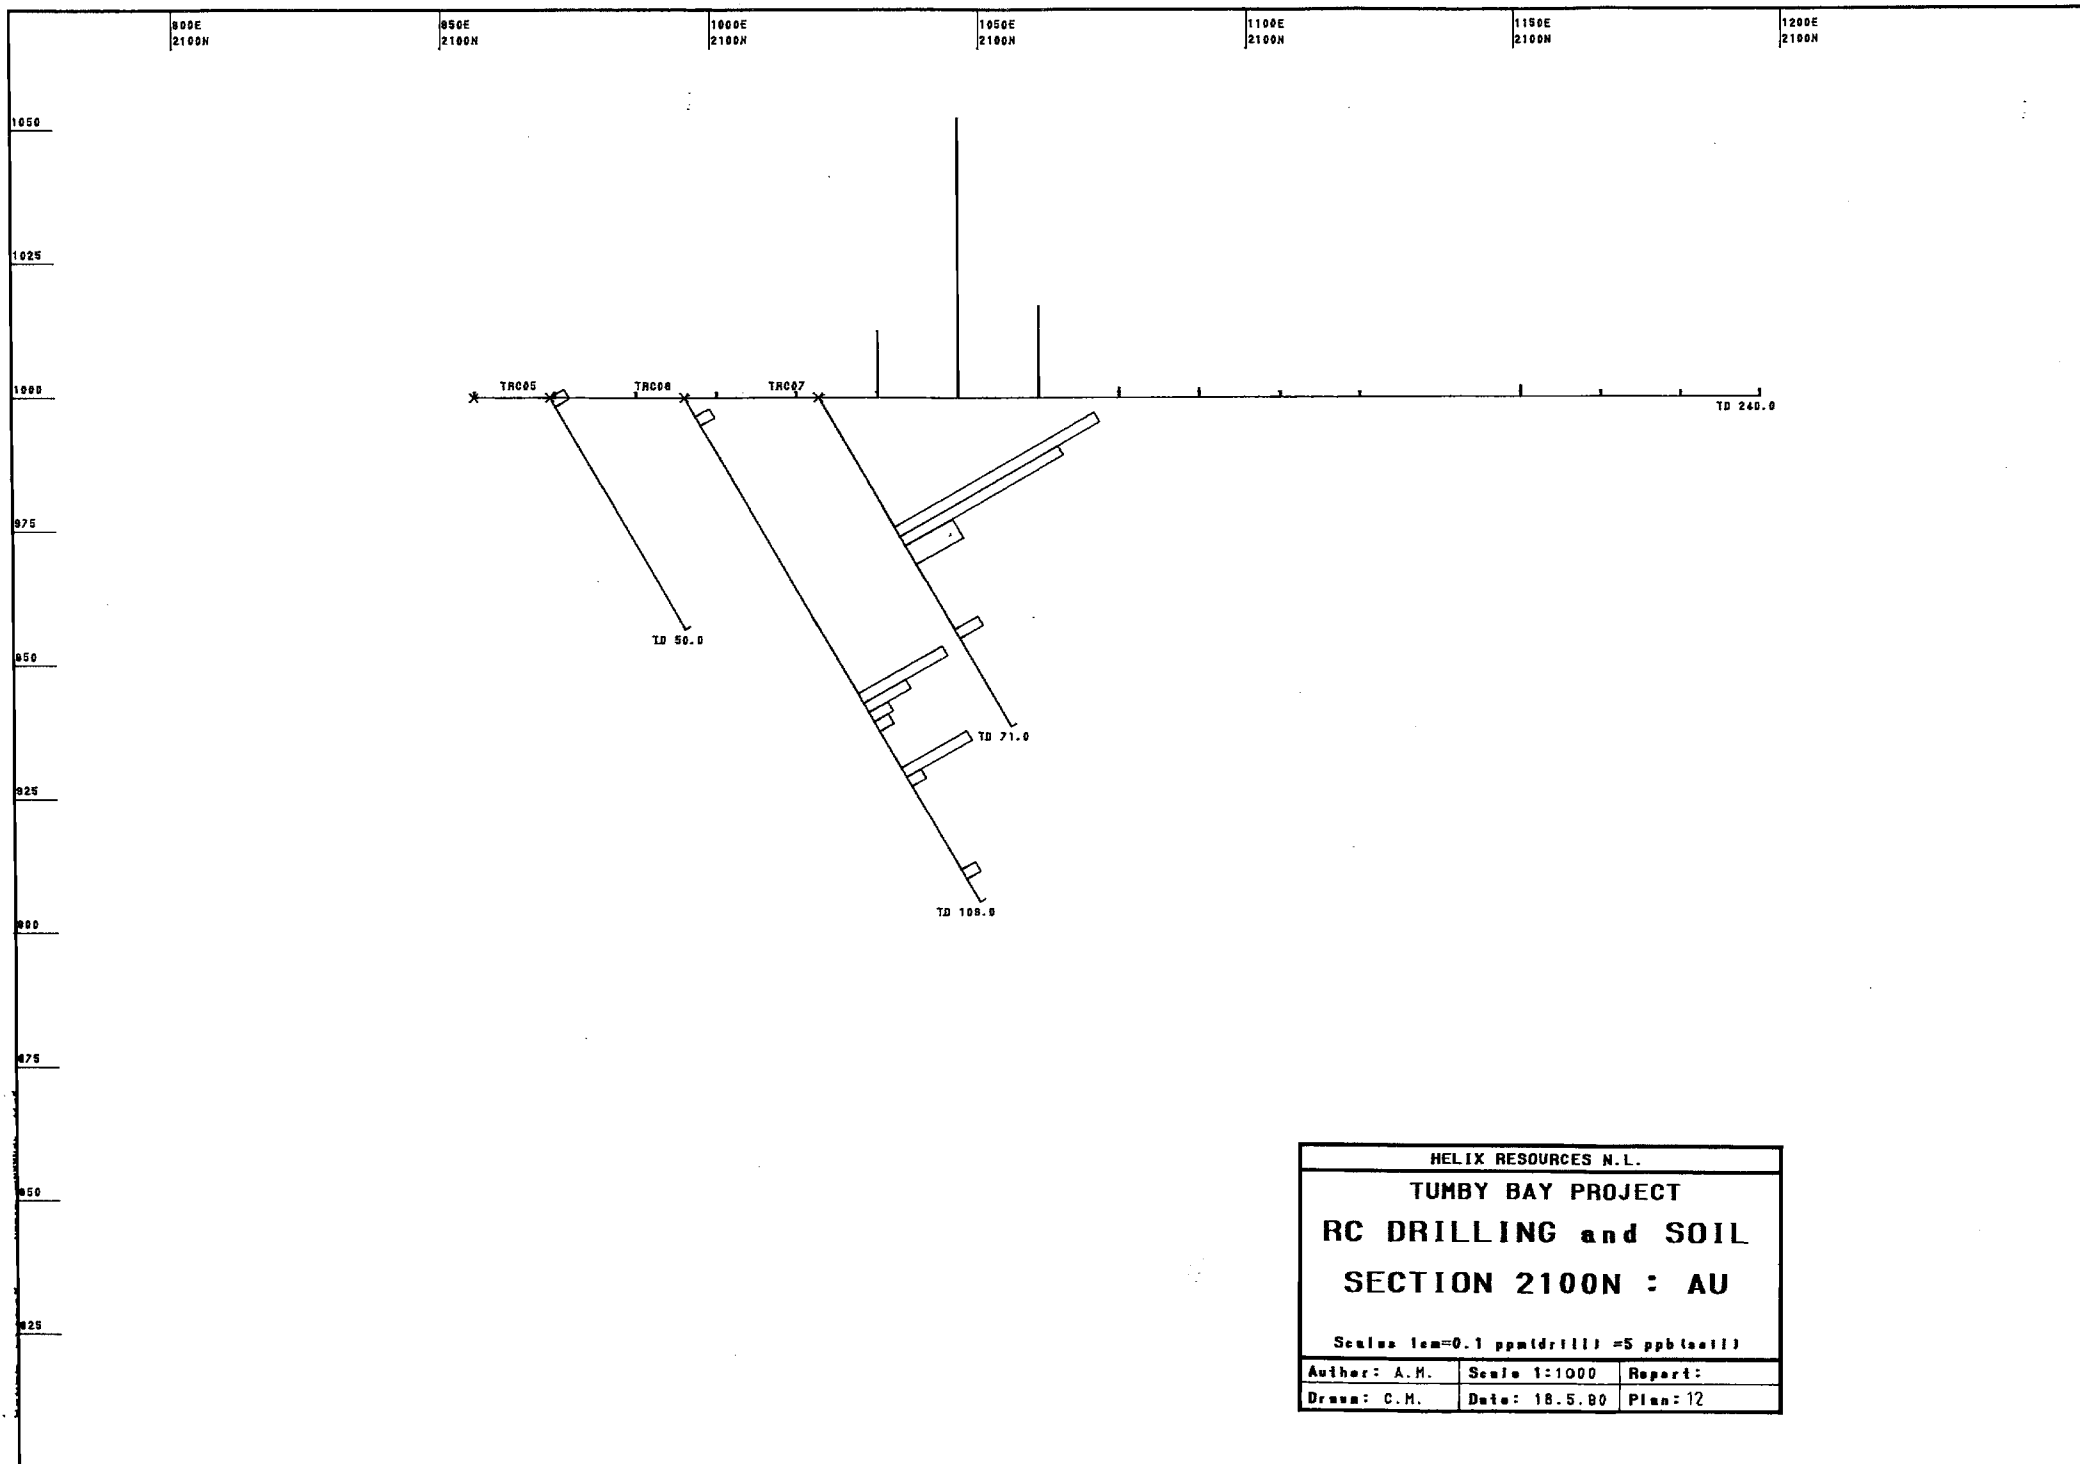 900E 950E 1000E 1050E 1100E 1150E 1200E
2100N 2100N 2100N 2100N 2100N 2100N 2100N
1050
1025
1000 TRC05 TRC06 TRC07
TD 240.0
975
TD 50.0
950
TD 71.0
925
TD 108.0
900
875
850
825
HELIX RESOURCES N.L.
TUMBY BAY PROJECT
RC DRILLING and SOIL
SECTION 2100N : AU
Scales 1cm=0.1 ppm(drill) =5 ppb(soil)
Author: A.M. Scale 1:1000 Report:
Drawn: C.M. Date: 18.5.90 Plan: 12